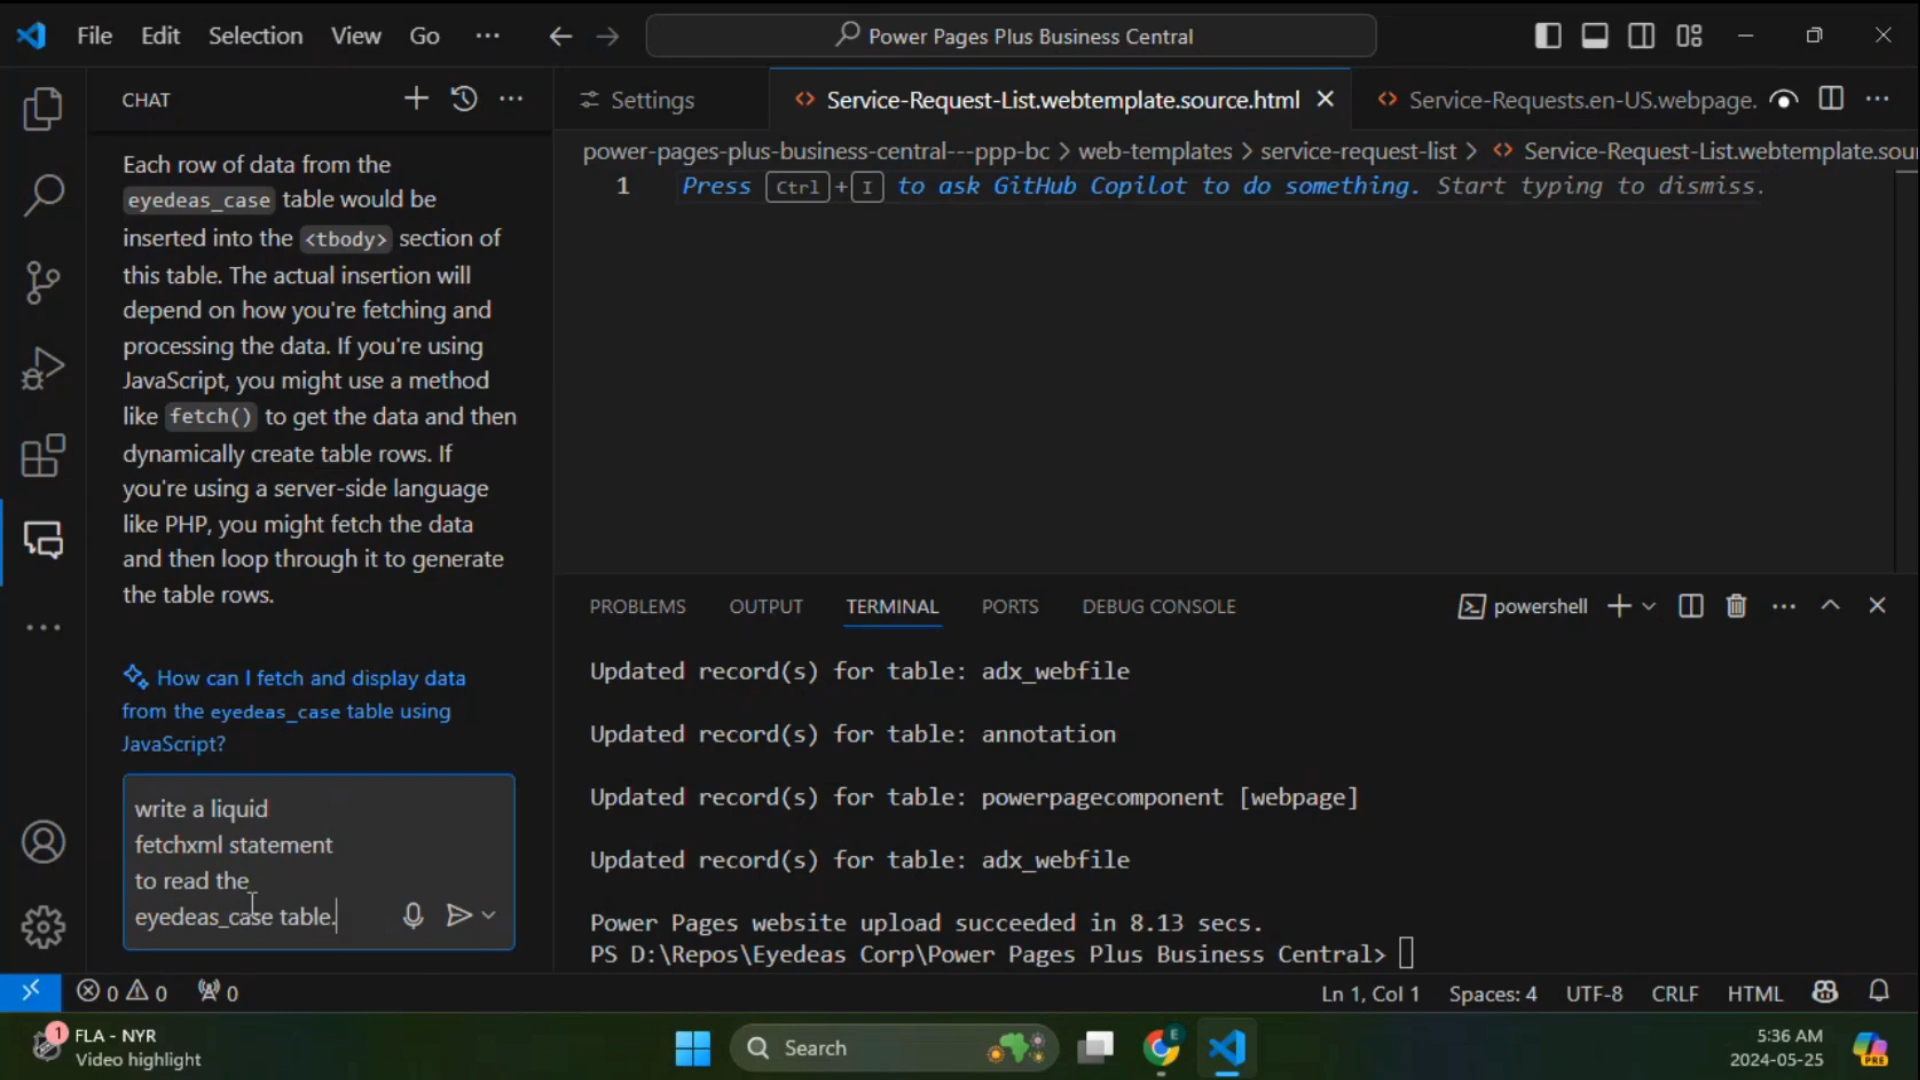 File Edit Selection View Go ··· Power Pages Plus Business Central
CHAT
Each row of data from the
eyedeas_case table would be
inserted into the <tbody> section of
this table. The actual insertion will
depend on how you're fetching and
processing the data. If you're using
JavaScript, you might use a method
like fetch() to get the data and then
dynamically create table rows. If
you're using a server-side language
like PHP, you might fetch the data
and then loop through it to generate
the table rows.
How can I fetch and display data
from the eyedeas_case table using
JavaScript?
write a liquid
fetchxml statement
to read the
eyedeas_case table.
Settings Service-Request-List.webtemplate.source.html Service-Requests.en-US.webpage.
power-pages-plus-business-central---ppp-bc > web-templates > service-request-list > Service-Request-List.webtemplate.sour
1 Press Ctrl + I to ask GitHub Copilot to do something. Start typing to dismiss.
PROBLEMS OUTPUT TERMINAL PORTS DEBUG CONSOLE powershell
Updated record(s) for table: adx_webfile
Updated record(s) for table: annotation
Updated record(s) for table: powerpagecomponent [webpage]
Updated record(s) for table: adx_webfile
Power Pages website upload succeeded in 8.13 secs.
PS D:\Repos\Eyedeas Corp\Power Pages Plus Business Central>
0 0 0 Ln 1, Col 1 Spaces: 4 UTF-8 CRLF HTML
1 FLA - NYR
Video highlight
Search
E
5:36 AM
2024-05-25
PRE